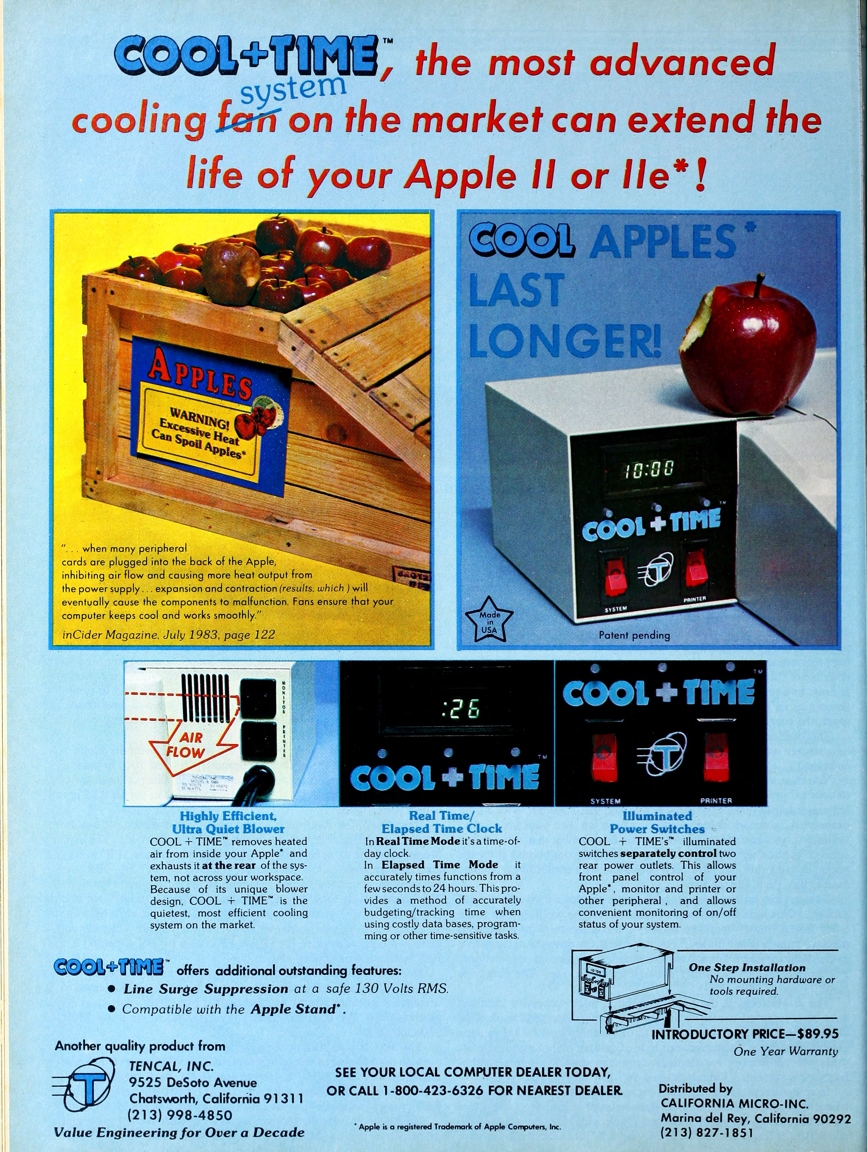 COOL+TIME™, the most advanced
system
cooling fan on the market can extend the
life of your Apple II or IIe*!
APPLES
WARNING!
Excessive Heat
Can Spoil Apples*
". . . when many peripheral
cards are plugged into the back of the Apple,
inhibiting air flow and causing more heat output from
the power supply . . . expansion and contraction (results, which) will
eventually cause the components to malfunction. Fans ensure that your
computer keeps cool and works smoothly."
inCider Magazine, July 1983, page 122
COOL APPLES*
LAST
LONGER!
10:00
COOL + TIME™
SYSTEM
PRINTER
Made
in
USA
Patent pending
MONITOR
PRINTER
AIR
FLOW
:26
COOL + TIME™
COOL + TIME™
SYSTEM
PRINTER
Highly Efficient,
Ultra Quiet Blower
COOL + TIME™ removes heated
air from inside your Apple* and
exhausts it at the rear of the sys-
tem, not across your workspace.
Because of its unique blower
design, COOL + TIME™ is the
quietest, most efficient cooling
system on the market.
Real Time/
Elapsed Time Clock
In Real Time Mode it's a time-of-
day clock.
In Elapsed Time Mode it
accurately times functions from a
few seconds to 24 hours. This pro-
vides a method of accurately
budgeting/tracking time when
using costly data bases, program-
ming or other time-sensitive tasks.
Illuminated
Power Switches
COOL + TIME's™ illuminated
switches separately control two
rear power outlets. This allows
front panel control of your
Apple*, monitor and printer or
other peripheral, and allows
convenient monitoring of on/off
status of your system.
COOL+TIME™ offers additional outstanding features:
● Line Surge Suppression at a safe 130 Volts RMS.
● Compatible with the Apple Stand*.
One Step Installation
No mounting hardware or
tools required.
INTRODUCTORY PRICE—$89.95
One Year Warranty
Another quality product from
TENCAL, INC.
9525 DeSoto Avenue
Chatsworth, California 91311
(213) 998-4850
Value Engineering for Over a Decade
SEE YOUR LOCAL COMPUTER DEALER TODAY,
OR CALL 1-800-423-6326 FOR NEAREST DEALER.
*Apple is a registered Trademark of Apple Computers, Inc.
Distributed by
CALIFORNIA MICRO-INC.
Marina del Rey, California 90292
(213) 827-1851